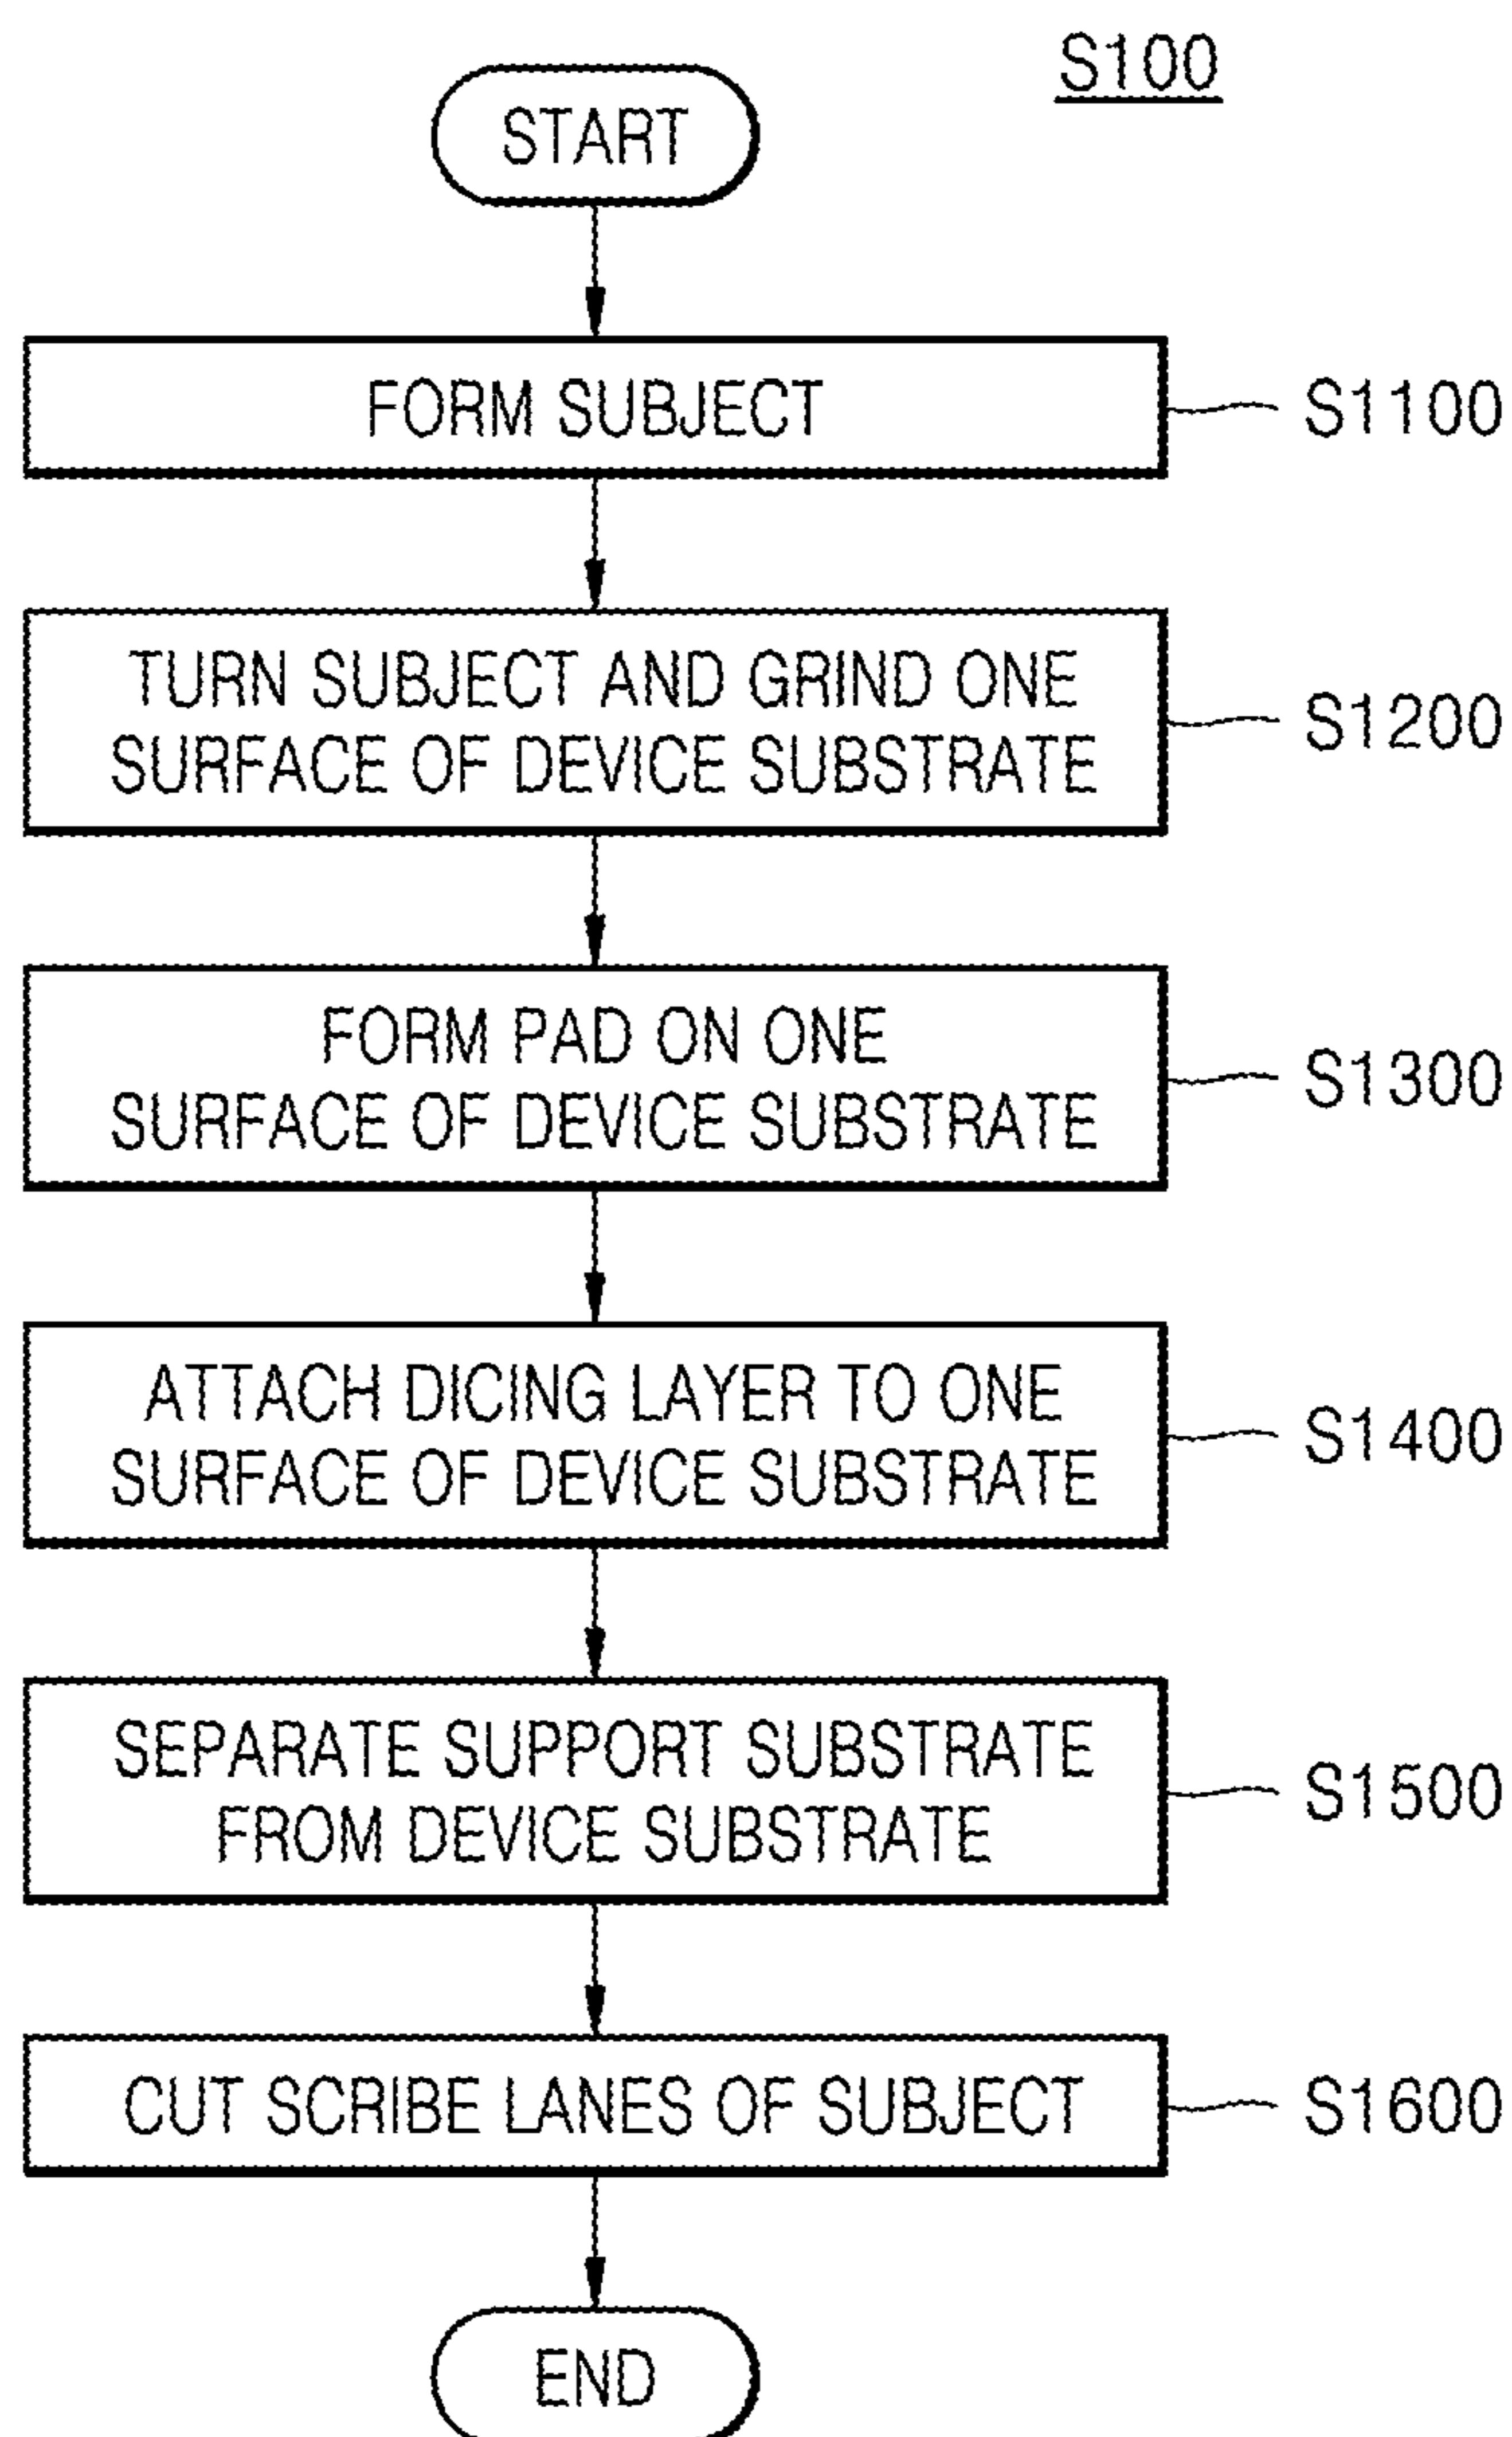 S100
START
FORM SUBJECT
S1100
TURN SUBJECT AND GRIND ONE
SURFACE OF DEVICE SUBSTRATE
S1200
FORM PAD ON ONE
SURFACE OF DEVICE SUBSTRATE
S1300
ATTACH DICING LAYER TO ONE
SURFACE OF DEVICE SUBSTRATE
S1400
SEPARATE SUPPORT SUBSTRATE
FROM DEVICE SUBSTRATE
S1500
CUT SCRIBE LANES OF SUBJECT
S1600
END